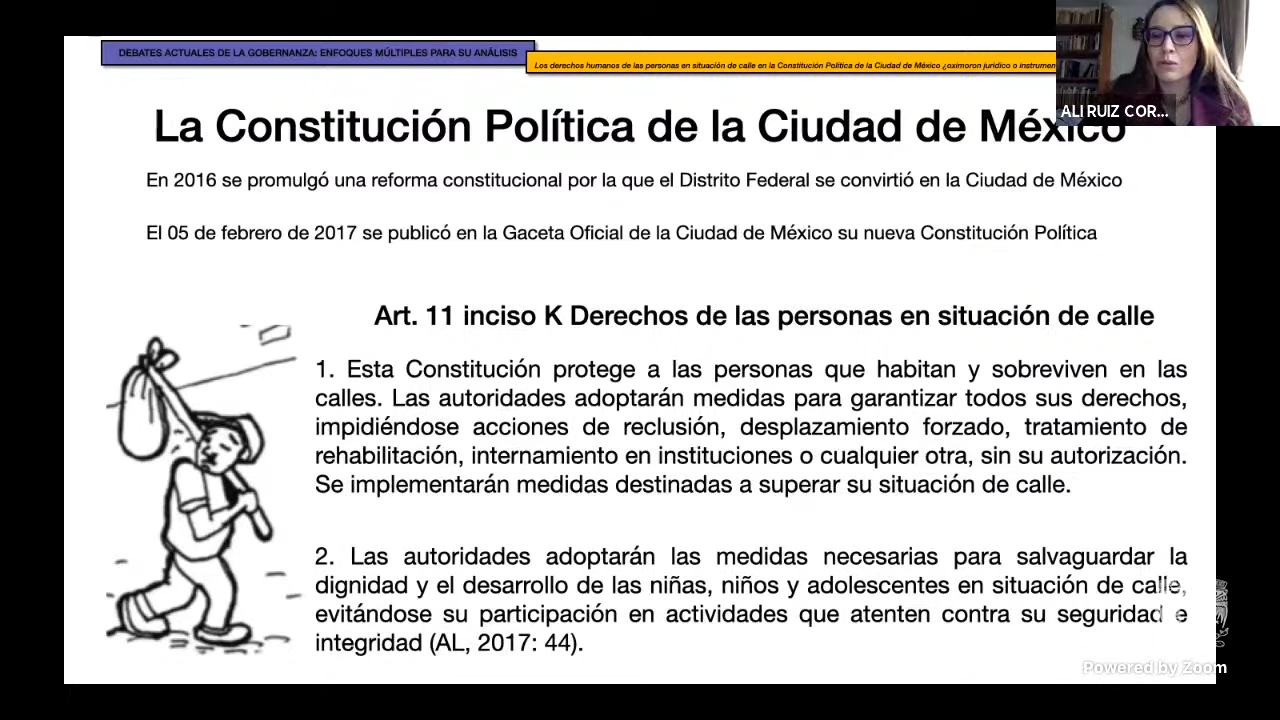 DEBATES ACTUALES DE LA GOBERNANZA: ENFOQUES MÚLTIPLES PARA SU ANÁLISIS
Los derechos humanos de las personas en situación de calle en la Constitución Política de la Ciudad de México ¿oxímoron jurídico o instrumen
ALI RUIZ COR...
La Constitución Política de la Ciudad de México
En 2016 se promulgó una reforma constitucional por la que el Distrito Federal se convirtió en la Ciudad de México
El 05 de febrero de 2017 se publicó en la Gaceta Oficial de la Ciudad de México su nueva Constitución Política
Art. 11 inciso K Derechos de las personas en situación de calle
1. Esta Constitución protege a las personas que habitan y sobreviven en las
calles. Las autoridades adoptarán medidas para garantizar todos sus derechos,
impidiéndose acciones de reclusión, desplazamiento forzado, tratamiento de
rehabilitación, internamiento en instituciones o cualquier otra, sin su autorización.
Se implementarán medidas destinadas a superar su situación de calle.
2. Las autoridades adoptarán las medidas necesarias para salvaguardar la
dignidad y el desarrollo de las niñas, niños y adolescentes en situación de calle,
evitándose su participación en actividades que atenten contra su seguridad e
integridad (AL, 2017: 44).
Powered by Zoom